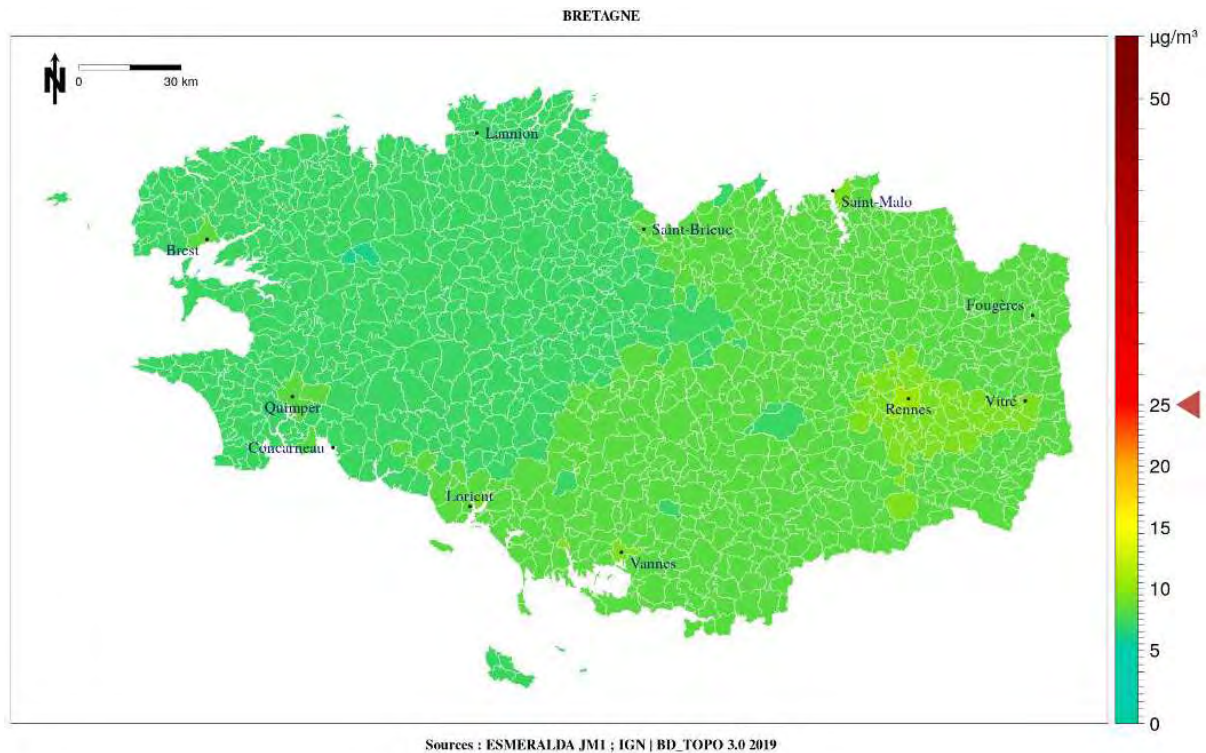 BRETAGNE
µg/m³
N
0 30 km
50
Lannion
Saint-Malo
Saint-Brieuc
Brest
Fougères
Quimper
Rennes
Vitré
25
Concarneau
20
Lorient
15
Vannes
10
5
0
Sources : ESMERALDA JM1 ; IGN | BD_TOPO 3.0 2019